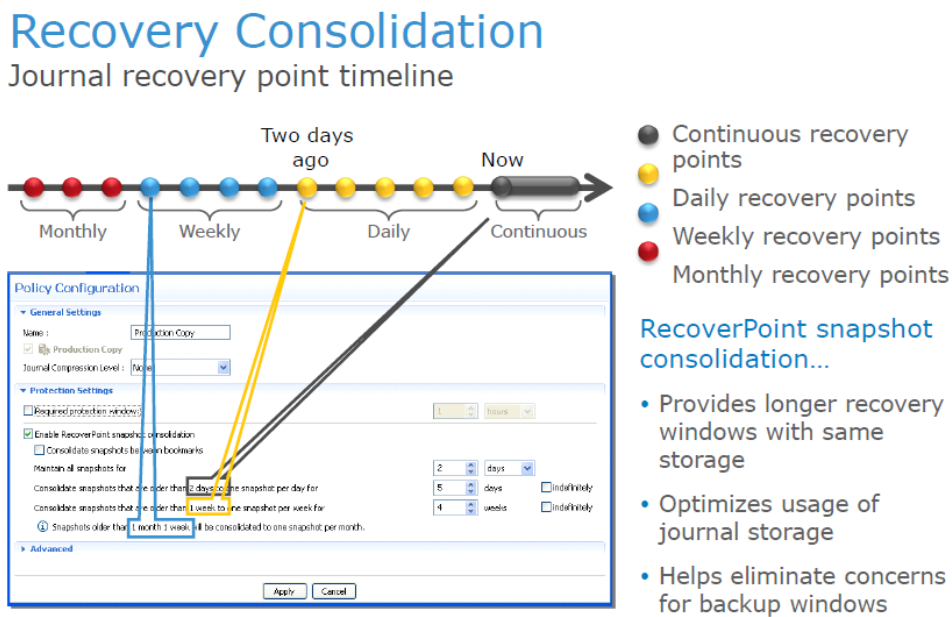 Recovery Consolidation
Journal recovery point timeline
Two days
ago
Now
Monthly
Weekly
Daily
Continuous
Continuous recovery
points
Daily recovery points
Weekly recovery points
Monthly recovery points
Policy Configuration
General Settings
Name :
Production Copy
Production Copy
Journal Compression Level :
None
Protection Settings
Required protection window:
1 hours
Enable RecoverPoint snapshot consolidation
Consolidate snapshots between bookmarks
Maintain all snapshots for
2 days
Consolidate snapshots that are older than 2 days to one snapshot per day for
5 days
indefinitely
Consolidate snapshots that are older than 1 week to one snapshot per week for
4 weeks
indefinitely
Snapshots older than 1 month 1 week will be consolidated to one snapshot per month.
Advanced
Apply
Cancel
RecoverPoint snapshot
consolidation...
• Provides longer recovery
windows with same
storage
• Optimizes usage of
journal storage
• Helps eliminate concerns
for backup windows